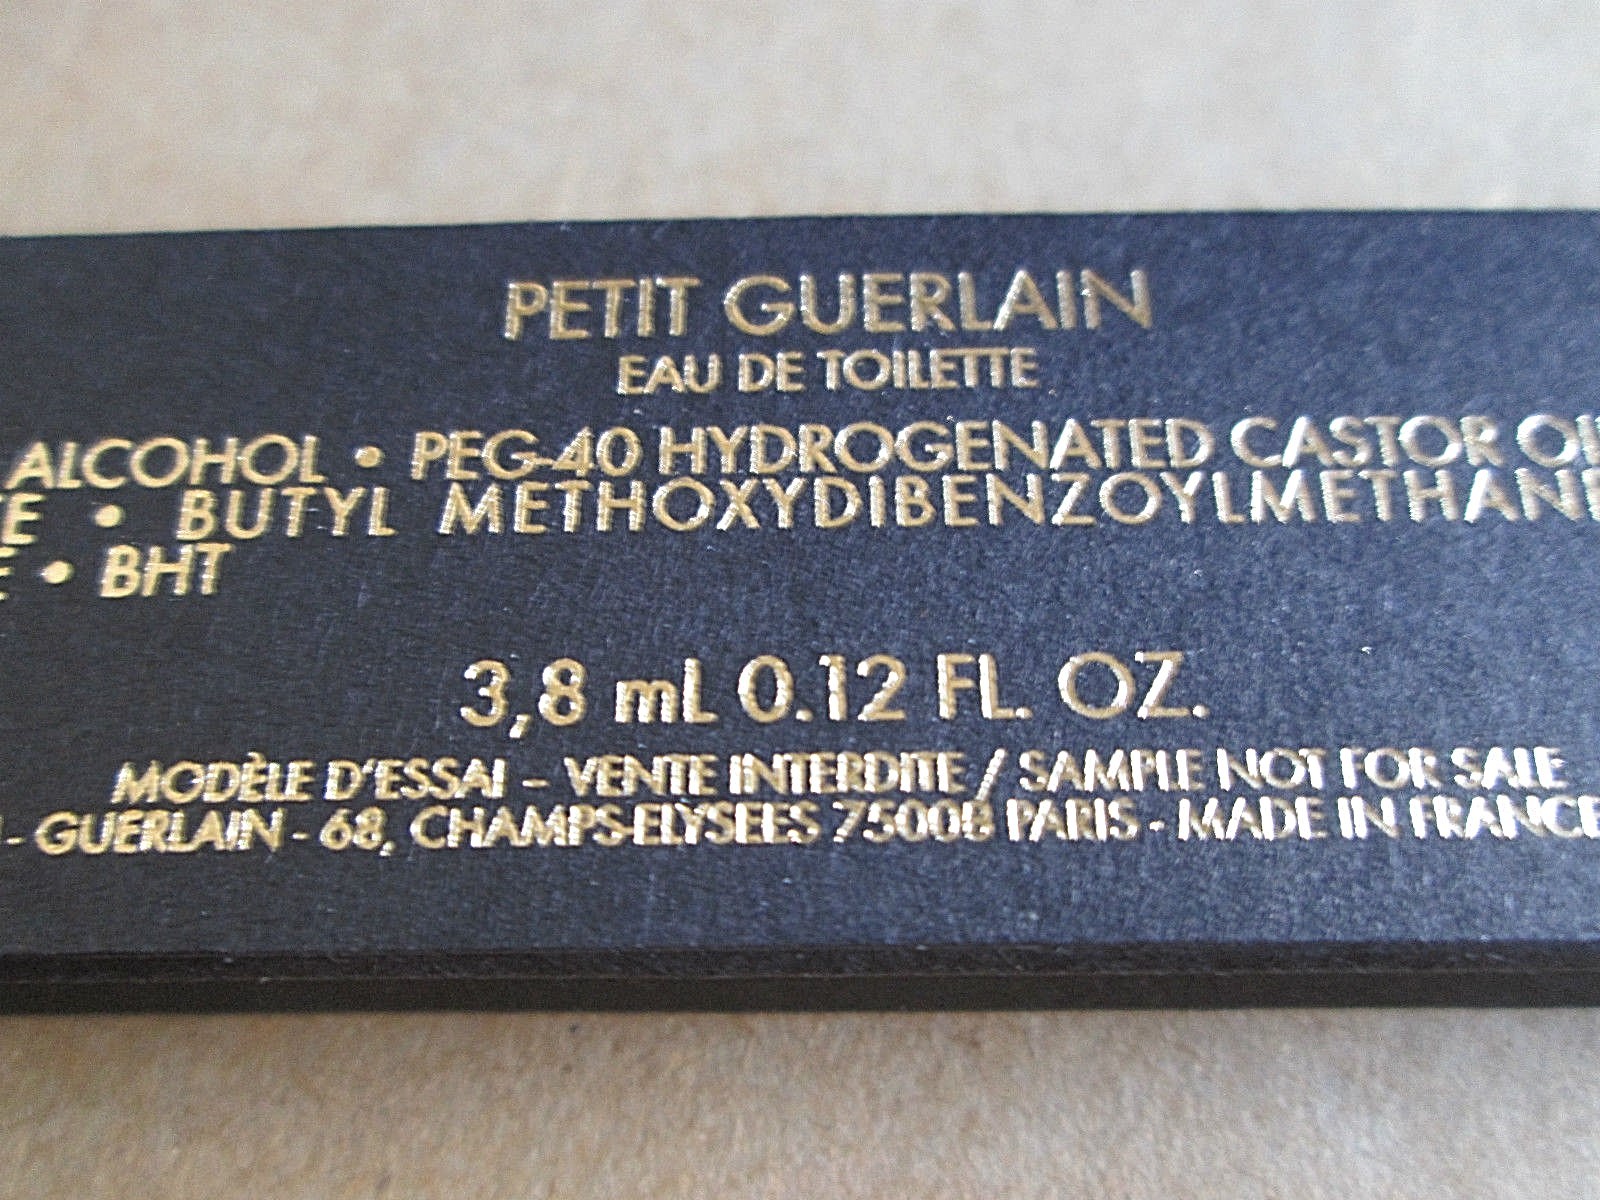 PETIT GUERLAIN
EAU DE TOILETTE
ALCOHOL • PEG-40 HYDROGENATED CASTOR
• BUTYL METHOXYDIBENZOYLMETHANE
• BHT
3,8 mL 0.12 FL. OZ.
MODÈLE D'ESSAI – VENTE INTERDITE / SAMPLE NOT FOR SALE
- GUERLAIN - 68, CHAMPS-ELYSEES 75008 PARIS - MADE IN FRANCE